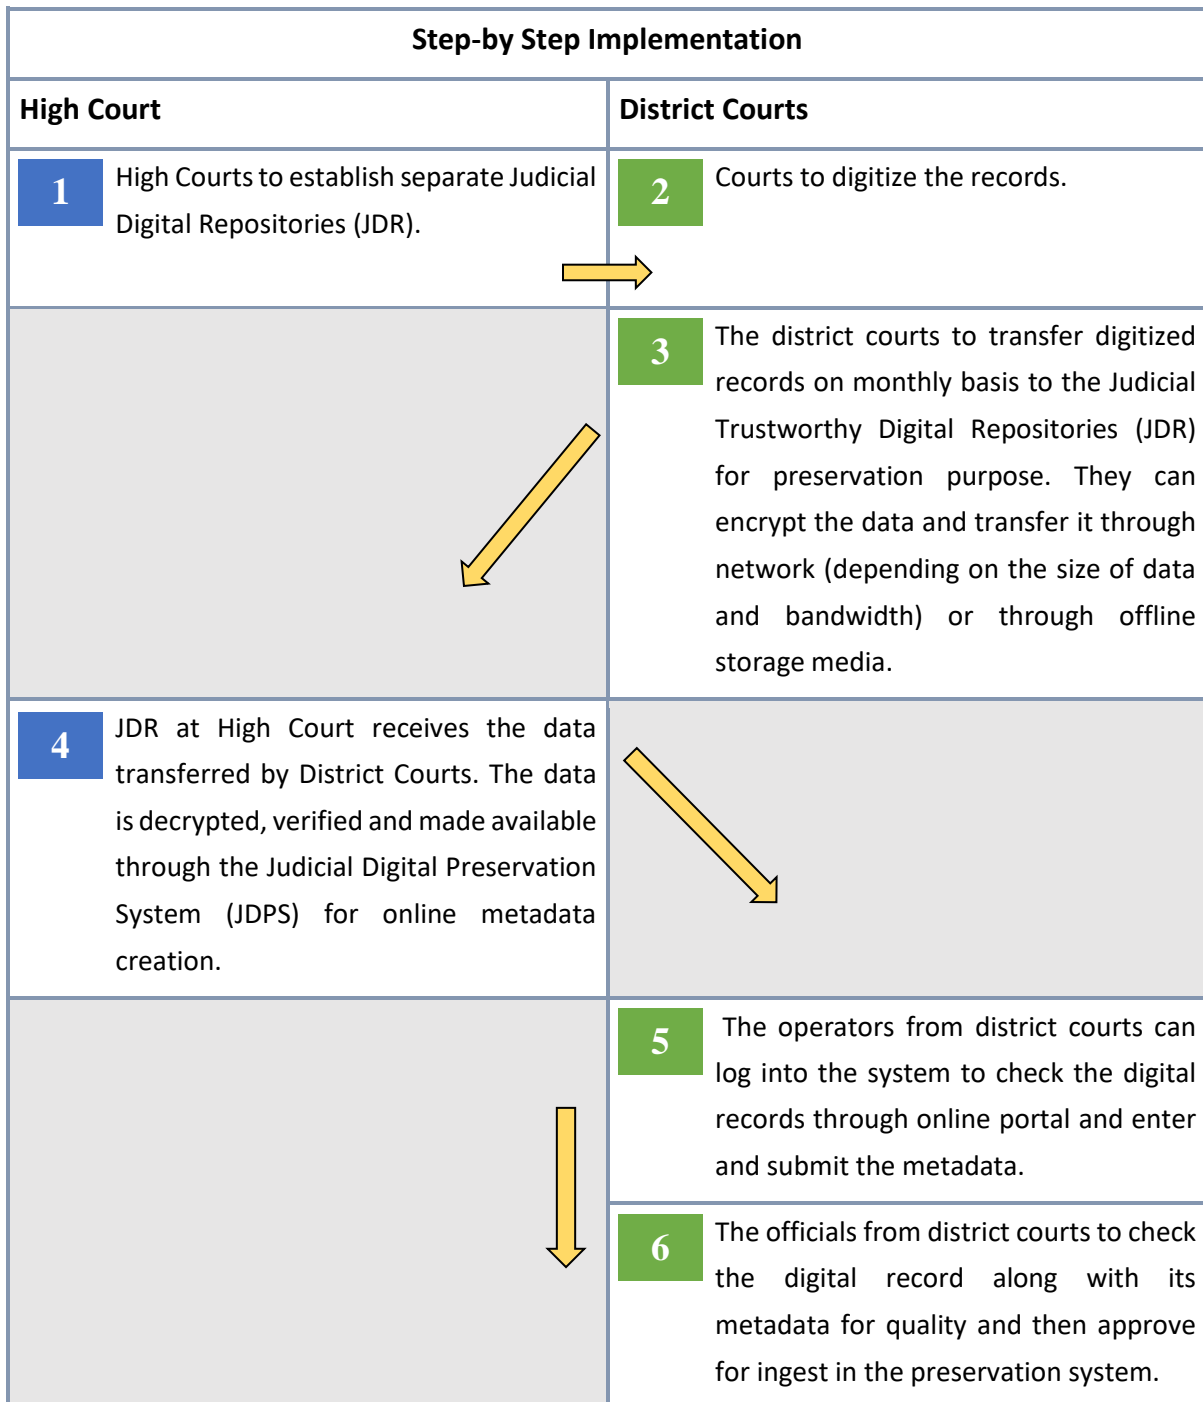 Step-by Step Implementation
High Court
District Courts
1
High Courts to establish separate Judicial
Digital Repositories (JDR).
2
Courts to digitize the records.
3
The district courts to transfer digitized
records on monthly basis to the Judicial
Trustworthy Digital Repositories (JDR)
for preservation purpose. They can
encrypt the data and transfer it through
network (depending on the size of data
and bandwidth) or through offline
storage media.
4
JDR at High Court receives the data
transferred by District Courts. The data
is decrypted, verified and made available
through the Judicial Digital Preservation
System (JDPS) for online metadata
creation.
5
The operators from district courts can
log into the system to check the digital
records through online portal and enter
and submit the metadata.
6
The officials from district courts to check
the digital record along with its
metadata for quality and then approve
for ingest in the preservation system.